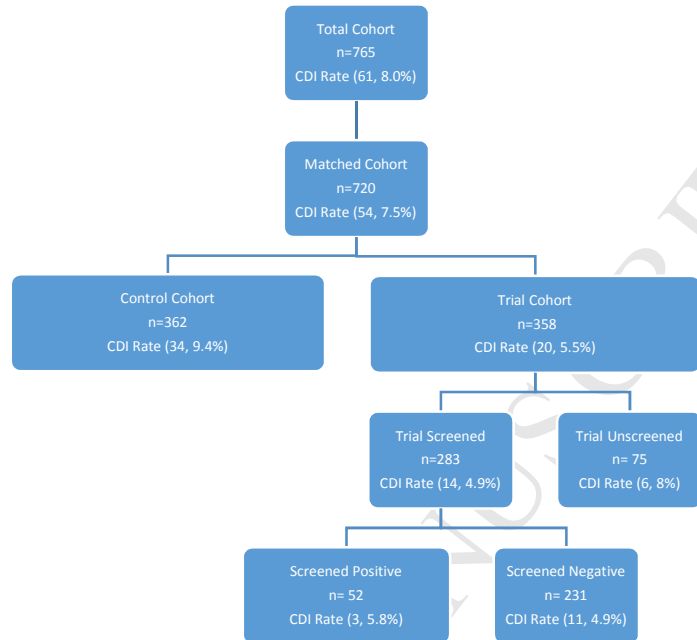 Total Cohort
n=765
CDI Rate (61, 8.0%)
Matched Cohort
n=720
CDI Rate (54, 7.5%)
Control Cohort
n=362
CDI Rate (34, 9.4%)
Trial Cohort
n=358
CDI Rate (20, 5.5%)
Trial Screened
n=283
CDI Rate (14, 4.9%)
Trial Unscreened
n= 75
CDI Rate (6, 8%)
Screened Positive
n= 52
CDI Rate (3, 5.8%)
Screened Negative
n= 231
CDI Rate (11, 4.9%)